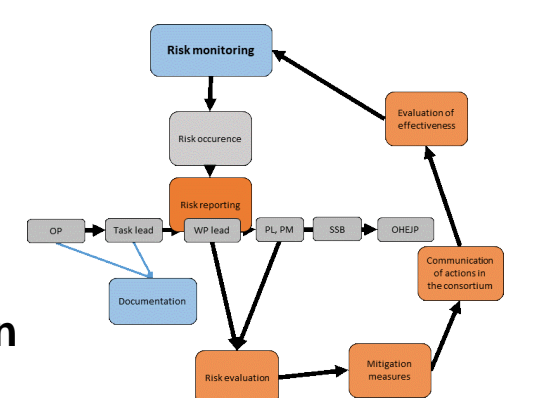 Risk monitoring
Evaluation of
effectiveness
Risk occurence
Risk reporting
OP
Task lead
WP lead
PL, PM
SSB
OHEJP
Communication
of actions in
the consortium
Documentation
n
Mitigation
measures
Risk evaluation